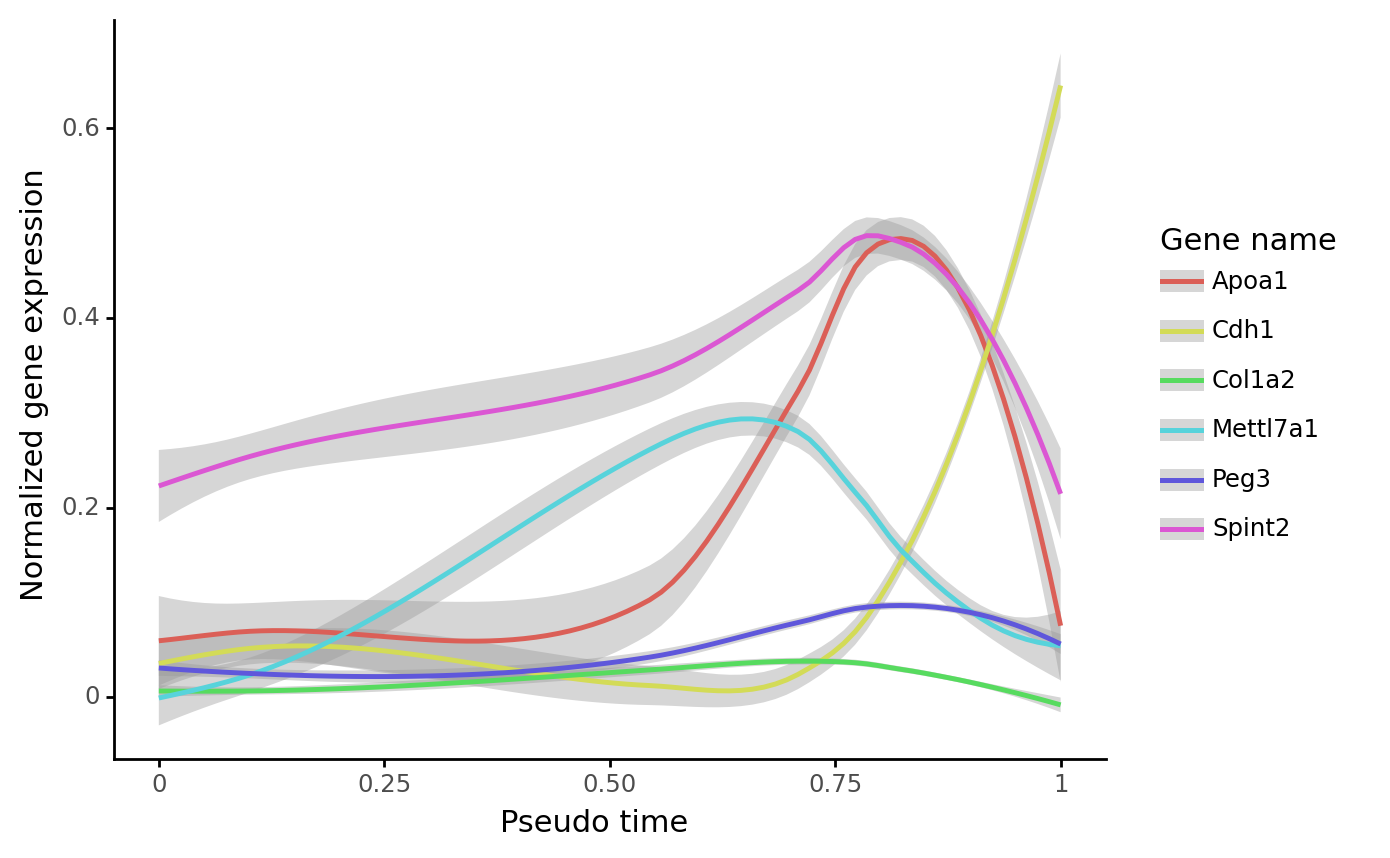 Normalized gene expression
0.6
0.4
0.2
0
0
0.25
0.50
0.75
1
Pseudo time
Gene name
Apoa1
Cdh1
Col1a2
Mettl7a1
Peg3
Spint2